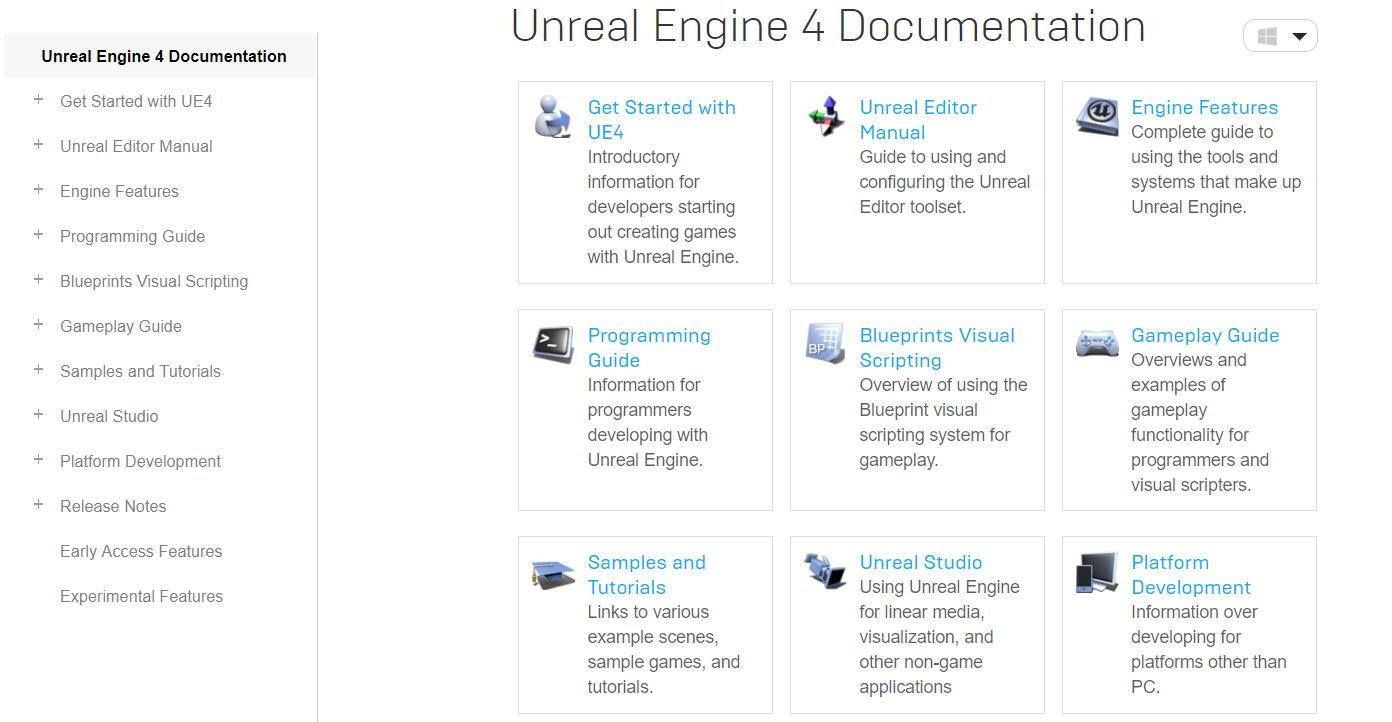 Unreal Engine 4 Documentation
+ Get Started with UE4
+ Unreal Editor Manual
+ Engine Features
+ Programming Guide
+ Blueprints Visual Scripting
+ Gameplay Guide
+ Samples and Tutorials
+ Unreal Studio
+ Platform Development
+ Release Notes
Early Access Features
Experimental Features
Unreal Engine 4 Documentation
Get Started with
UE4
Introductory
information for
developers starting
out creating games
with Unreal Engine.
Unreal Editor
Manual
Guide to using and
configuring the Unreal
Editor toolset.
Engine Features
Complete guide to
using the tools and
systems that make up
Unreal Engine.
>_
Programming
Guide
Information for
programmers
developing with
Unreal Engine.
BP
Blueprints Visual
Scripting
Overview of using the
Blueprint visual
scripting system for
gameplay.
Gameplay Guide
Overviews and
examples of
gameplay
functionality for
programmers and
visual scripters.
Samples and
Tutorials
Links to various
example scenes,
sample games, and
tutorials.
Unreal Studio
Using Unreal Engine
for linear media,
visualization, and
other non-game
applications
Platform
Development
Information over
developing for
platforms other than
PC.